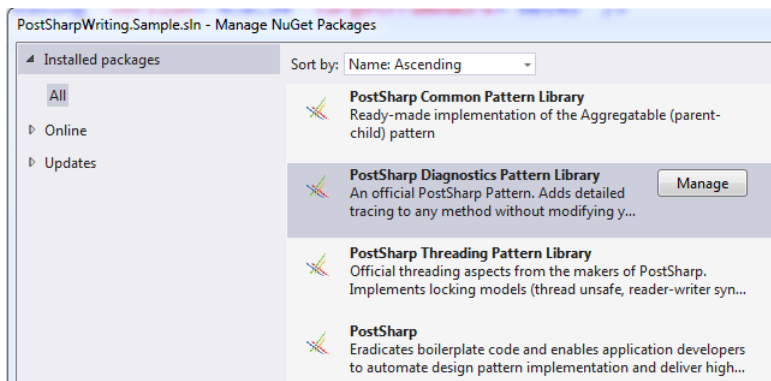 PostSharpWriting.Sample.sln - Manage NuGet Packages
Installed packages
All
Online
Updates
Sort by: Name: Ascending
PostSharp Common Pattern Library
Ready-made implementation of the Aggregatable (parent-
child) pattern
PostSharp Diagnostics Pattern Library
An official PostSharp Pattern. Adds detailed
tracing to any method without modifying y...
Manage
PostSharp Threading Pattern Library
Official threading aspects from the makers of PostSharp.
Implements locking models (thread unsafe, reader-writer syn...
PostSharp
Eradicates boilerplate code and enables application developers
to automate design pattern implementation and deliver high...